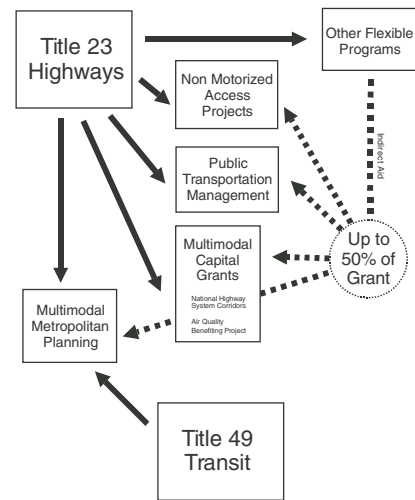 Title 23
Highways
Other Flexible
Programs
Non Motorized
Access
Projects
Indirect Aid
Public
Transportation
Management
Up to
50% of
Grant
Multimodal
Capital
Grants
National Highway
System Corridors
Air Quality
Benefiting Project
Multimodal
Metropolitan
Planning
Title 49
Transit